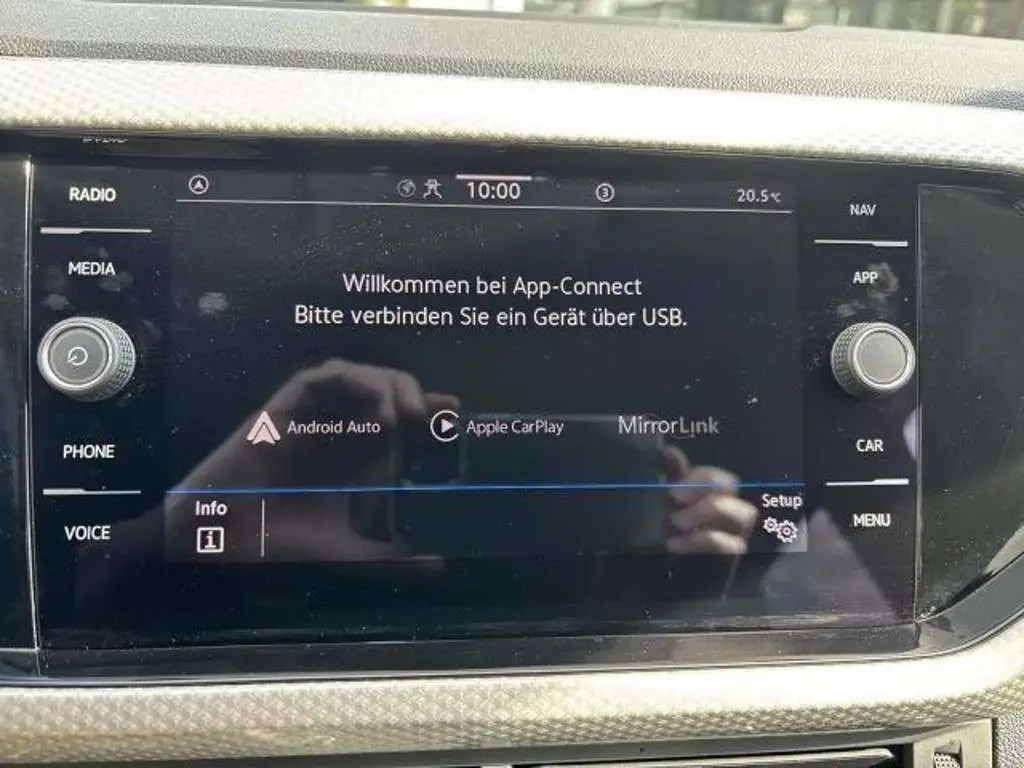 RADIO
MEDIA
PHONE
VOICE
10:00
3
20.5°C
Willkommen bei App-Connect
Bitte verbinden Sie ein Gerät über USB.
Android Auto
Apple CarPlay
MirrorLink
Info
i
Setup
NAV
APP
CAR
MENU